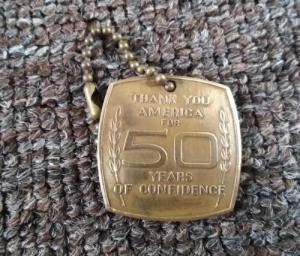 THANK YOU
AMERICA
FOR
50
YEARS
OF CONFIDENCE